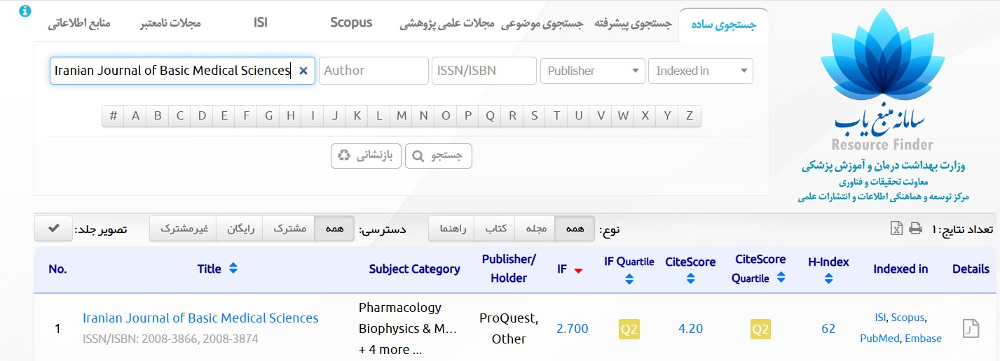 جستجوی ساده
جستجوی پیشرفته
جستجوی موضوعی
مجلات علمی پژوهشی
Scopus
ISI
مجلات نامعتبر
منابع اطلاعاتی
Iranian Journal of Basic Medical Sciences
Author
ISSN/ISBN
Publisher
Indexed in
# A B C D E F G H I J K L M N O P Q R S T U V W X Y Z
جستجو
بازنشانی
سامانه منبع یاب
Resource Finder
وزارت بهداشت درمان و آموزش پزشکی
معاونت تحقیقات و فناوری
مرکز توسعه و هماهنگی اطلاعات و انتشارات علمی
تعداد نتایج: ۱
نوع: همه مجله کتاب راهنما
دسترسی: همه مشترک رایگان غیرمشترک
تصویر جلد:
No.
Title
Subject Category
Publisher/
Holder
IF
IF Quartile
CiteScore
CiteScore
Quartile
H-Index
Indexed in
Details
1
Iranian Journal of Basic Medical Sciences
ISSN/ISBN: 2008-3866, 2008-3874
Pharmacology
Biophysics & M...
+ 4 more ...
ProQuest,
Other
2.700
Q2
4.20
Q2
62
ISI, Scopus,
PubMed, Embase